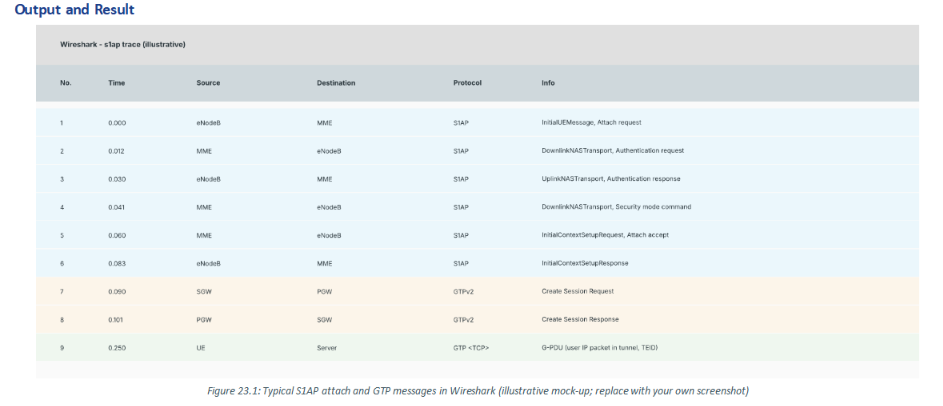 Output and Result
Wireshark - s1ap trace (illustrative)
No. Time Source Destination Protocol Info
1 0.000 eNodeB MME S1AP InitialUEMessage, Attach request
2 0.012 MME eNodeB S1AP DownlinkNASTransport, Authentication request
3 0.030 eNodeB MME S1AP UplinkNASTransport, Authentication response
4 0.041 MME eNodeB S1AP DownlinkNASTransport, Security mode command
5 0.060 MME eNodeB S1AP InitialContextSetupRequest, Attach accept
6 0.083 eNodeB MME S1AP InitialContextSetupResponse
7 0.090 SGW PGW GTPv2 Create Session Request
8 0.101 PGW SGW GTPv2 Create Session Response
9 0.250 UE Server GTP <TCP> G-PDU (user IP packet in tunnel, TEID)
Figure 23.1: Typical S1AP attach and GTP messages in Wireshark (illustrative mock-up; replace with your own screenshot)